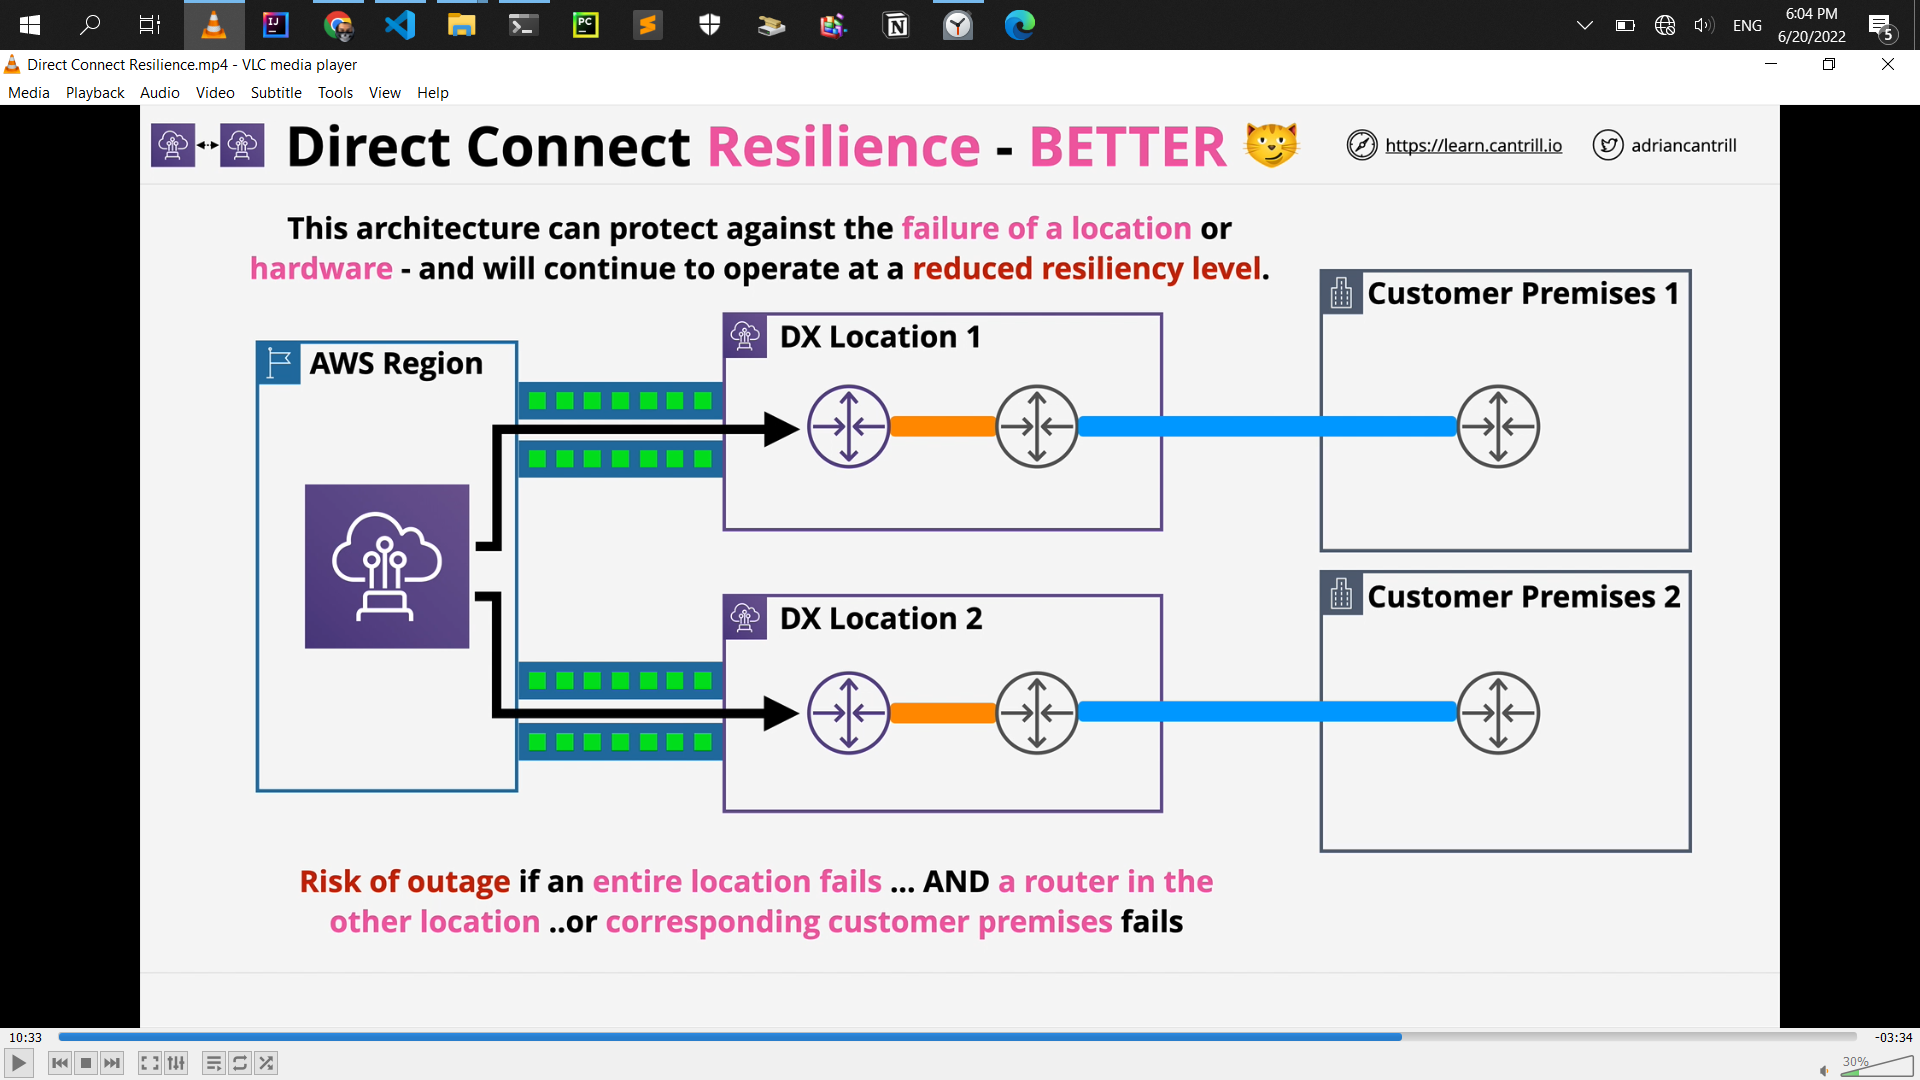 IJ
PC
N
ENG
6:04 PM
6/20/2022
5
Direct Connect Resilience.mp4 - VLC media player
Media Playback Audio Video Subtitle Tools View Help
Direct Connect Resilience - BETTER
https://learn.cantrill.io
adriancantrill
This architecture can protect against the failure of a location or
hardware - and will continue to operate at a reduced resiliency level.
Customer Premises 1
DX Location 1
AWS Region
Customer Premises 2
DX Location 2
Risk of outage if an entire location fails ... AND a router in the
other location ..or corresponding customer premises fails
10:33
-03:34
30%